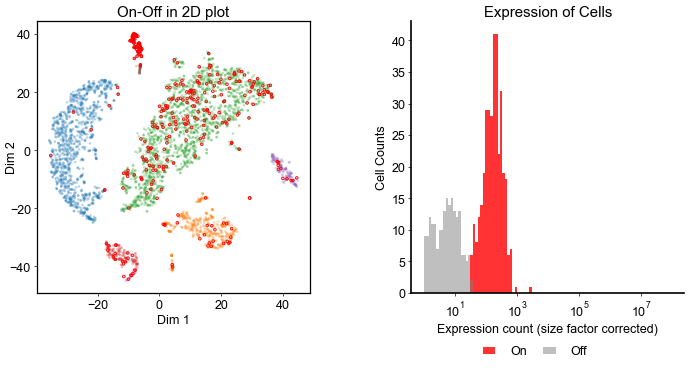 On-Off in 2D plot
Dim 2
40
20
0
−20
−40
−20
0
20
40
Dim 1
Expression of Cells
Cell Counts
40
35
30
25
20
15
10
5
0
10^1
10^3
10^5
10^7
Expression count (size factor corrected)
On
Off